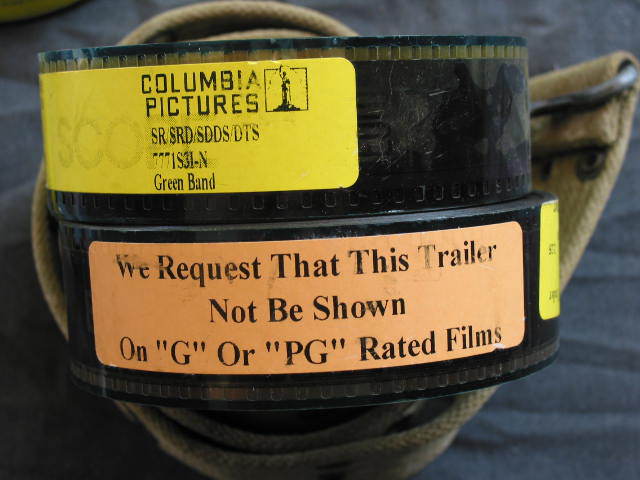 COLUMBIA
PICTURES
SR/SRD/SDDS/DTS
7771S3I-N
Green Band
We Request That This Trailer
Not Be Shown
On "G" Or "PG" Rated Films